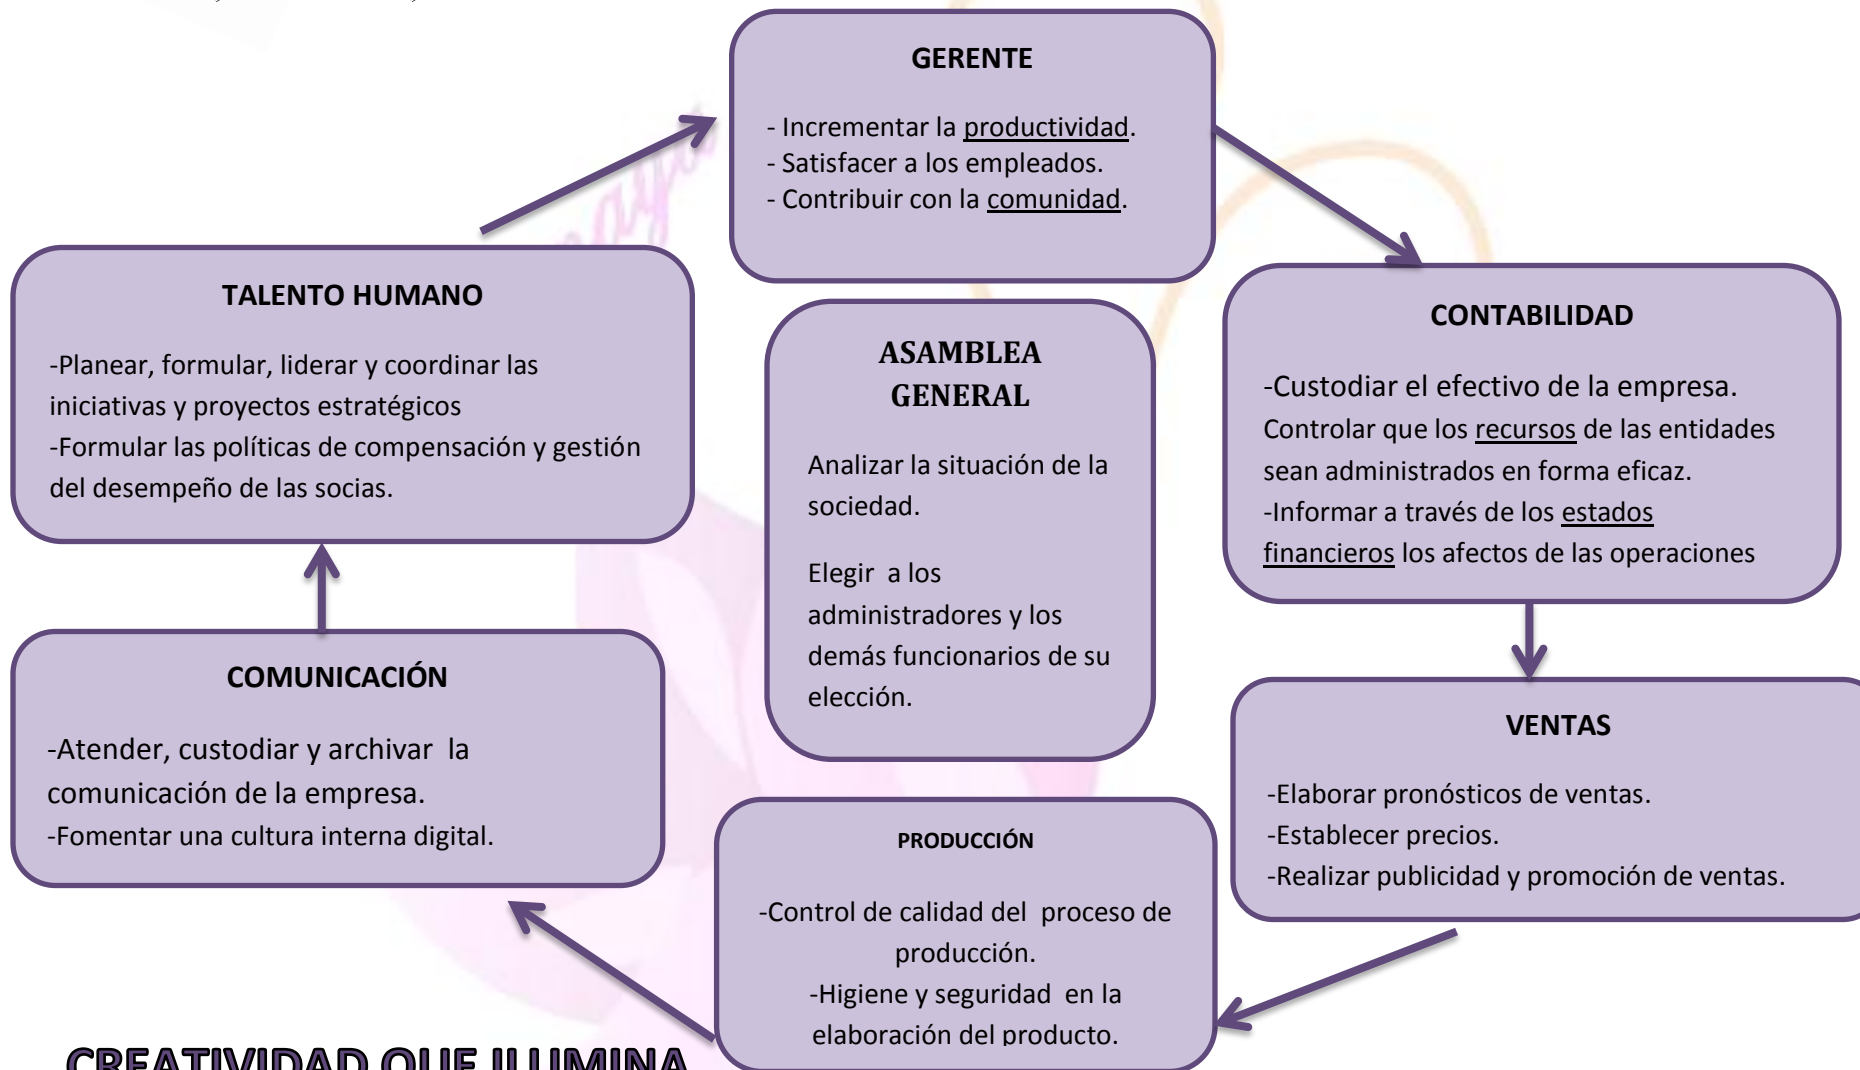 GERENTE
- Incrementar la productividad.
- Satisfacer a los empleados.
- Contribuir con la comunidad.
TALENTO HUMANO
-Planear, formular, liderar y coordinar las
iniciativas y proyectos estratégicos
-Formular las políticas de compensación y gestión
del desempeño de las socias.
ASAMBLEA
GENERAL
Analizar la situación de la
sociedad.
Elegir a los
administradores y los
demás funcionarios de su
elección.
CONTABILIDAD
-Custodiar el efectivo de la empresa.
Controlar que los recursos de las entidades
sean administrados en forma eficaz.
-Informar a través de los estados
financieros los afectos de las operaciones
COMUNICACIÓN
-Atender, custodiar y archivar la
comunicación de la empresa.
-Fomentar una cultura interna digital.
VENTAS
-Elaborar pronósticos de ventas.
-Establecer precios.
-Realizar publicidad y promoción de ventas.
PRODUCCIÓN
-Control de calidad del proceso de
producción.
-Higiene y seguridad en la
elaboración del producto.
CREATIVIDAD QUE ILUMINA